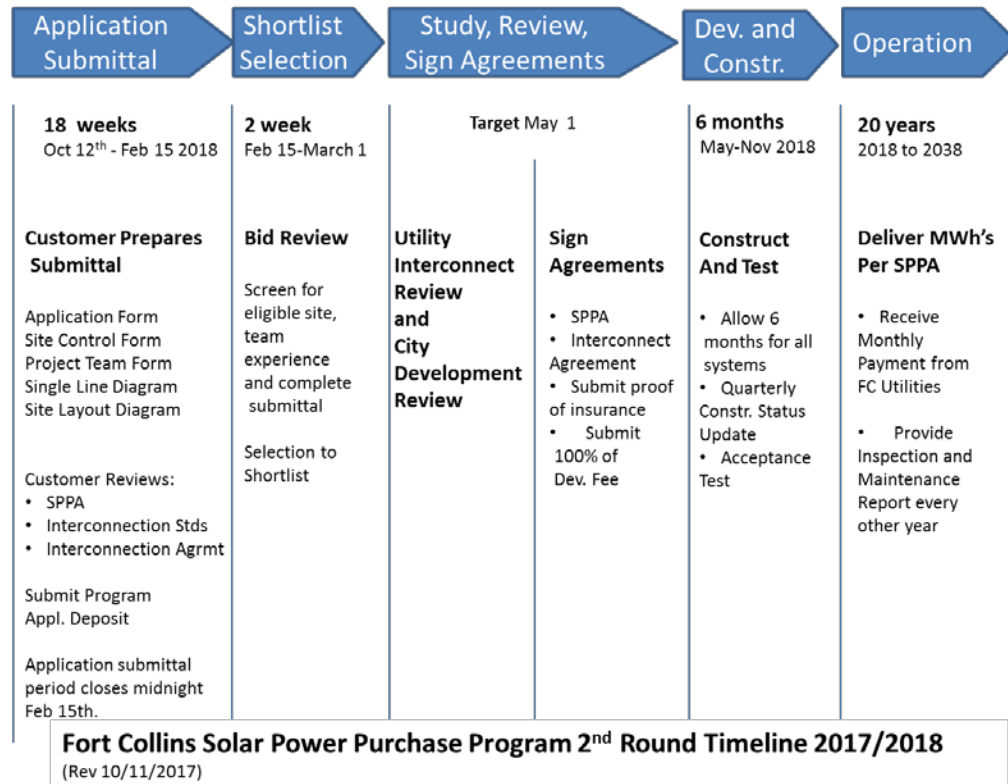 Application
Submittal
Shortlist
Selection
Study, Review,
Sign Agreements
Dev. and
Constr.
Operation
18 weeks
Oct 12th - Feb 15 2018
2 week
Feb 15-March 1
Target May 1
6 months
May-Nov 2018
20 years
2018 to 2038
Customer Prepares
Submittal
Application Form
Site Control Form
Project Team Form
Single Line Diagram
Site Layout Diagram
Customer Reviews:
• SPPA
• Interconnection Stds
• Interconnection Agrmt
Submit Program
Appl. Deposit
Application submittal
period closes midnight
Feb 15th.
Bid Review
Screen for
eligible site,
team
experience
and complete
submittal
Selection to
Shortlist
Utility
Interconnect
Review
and
City
Development
Review
Sign
Agreements
• SPPA
• Interconnect
Agreement
• Submit proof
of insurance
• Submit
100% of
Dev. Fee
Construct
And Test
• Allow 6
months for all
systems
• Quarterly
Constr. Status
Update
• Acceptance
Test
Deliver MWh's
Per SPPA
• Receive
Monthly
Payment from
FC Utilities
• Provide
Inspection and
Maintenance
Report every
other year
Fort Collins Solar Power Purchase Program 2nd Round Timeline 2017/2018
(Rev 10/11/2017)